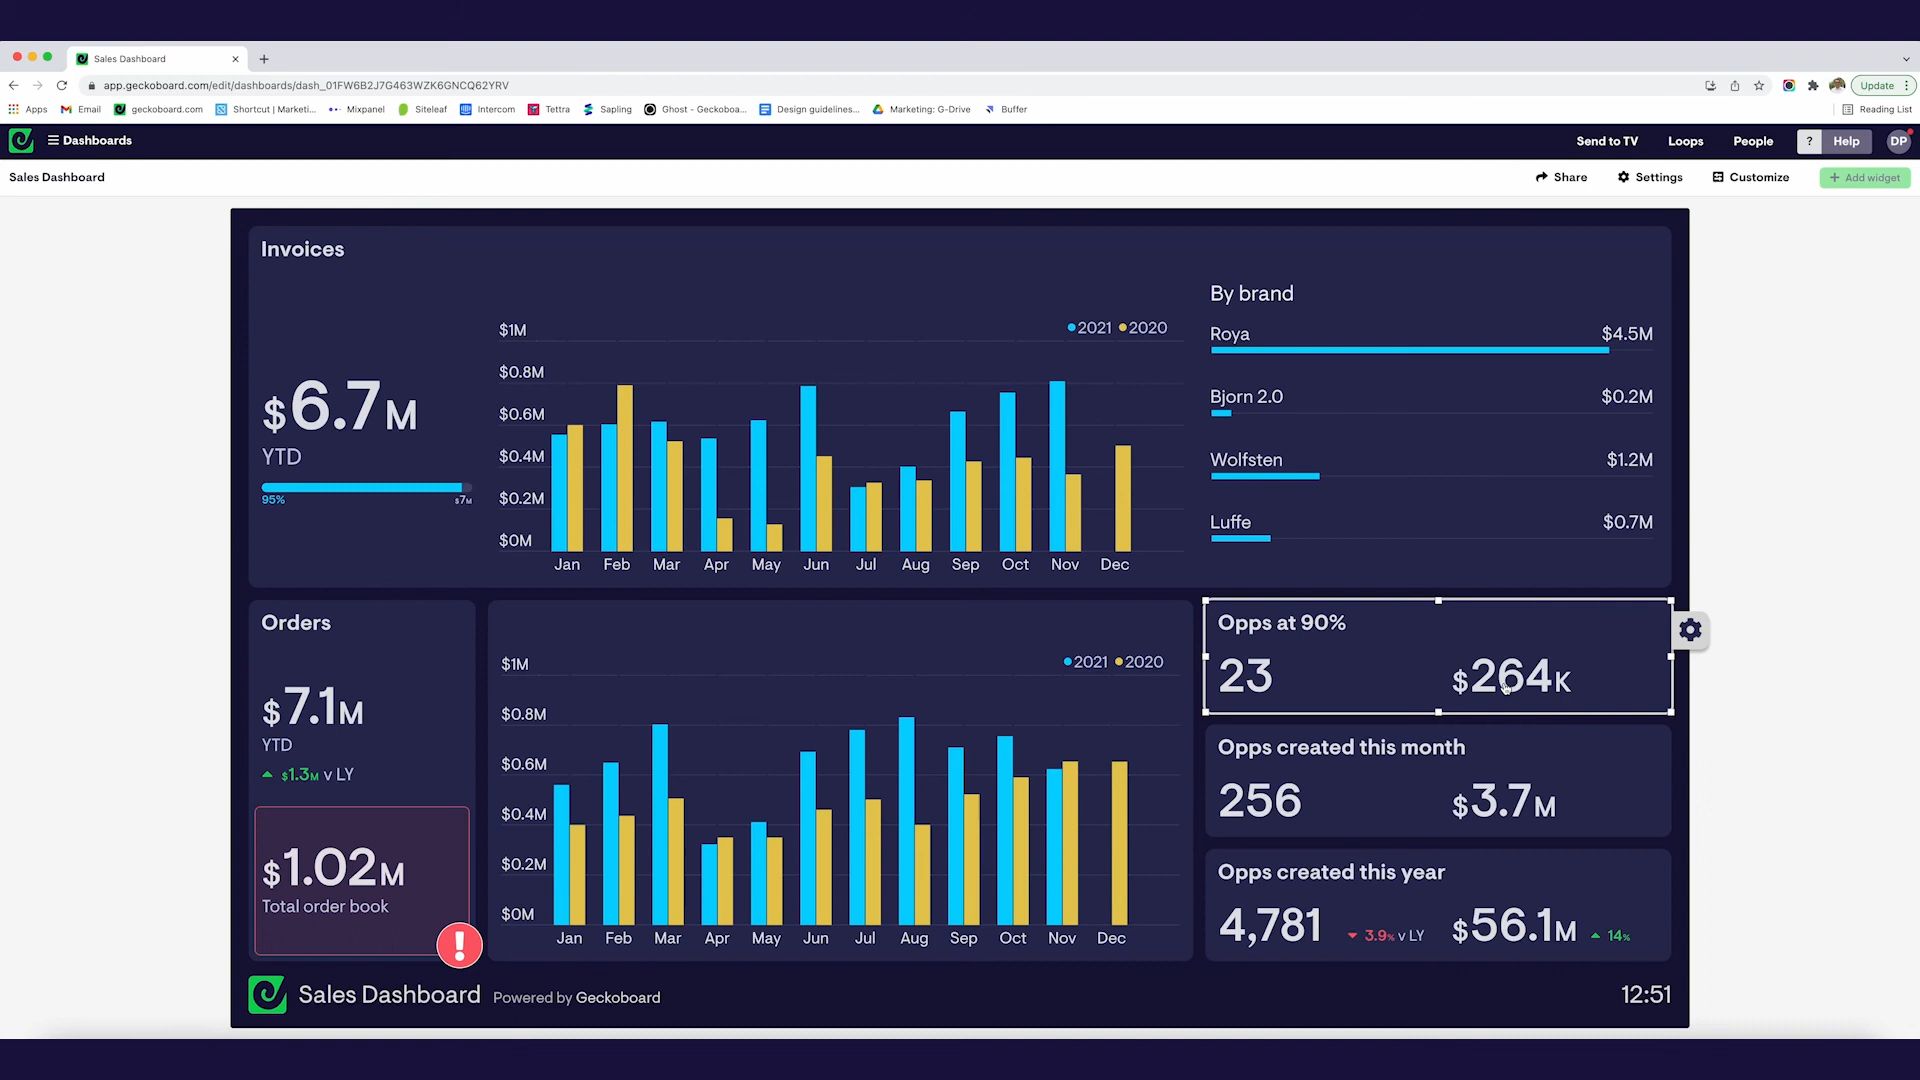 Sales Dashboard
app.geckoboard.com/edit/dashboards/dash_01FW6B2J7G463WZK6GNCQ62YRV
Update
Apps Email geckoboard.com Shortcut | Marketi... Mixpanel Siteleaf Intercom Tettra Sapling Ghost - Geckoboa... Design guidelines... Marketing: G-Drive Buffer Reading List
Dashboards Send to TV Loops People ? Help DP
Sales Dashboard Share Settings Customize + Add widget
Invoices
$6.7M
YTD
95% $7M
2021 2020
$1M
$0.8M
$0.6M
$0.4M
$0.2M
$0M
Jan Feb Mar Apr May Jun Jul Aug Sep Oct Nov Dec
By brand
Roya $4.5M
Bjorn 2.0 $0.2M
Wolfsten $1.2M
Luffe $0.7M
Orders
$7.1M
YTD
$1.3M v LY
$1.02M
Total order book
!
2021 2020
$1M
$0.8M
$0.6M
$0.4M
$0.2M
$0M
Jan Feb Mar Apr May Jun Jul Aug Sep Oct Nov Dec
Opps at 90%
23 $264K
Opps created this month
256 $3.7M
Opps created this year
4,781 3.9% v LY $56.1M 14%
Sales Dashboard Powered by Geckoboard 12:51